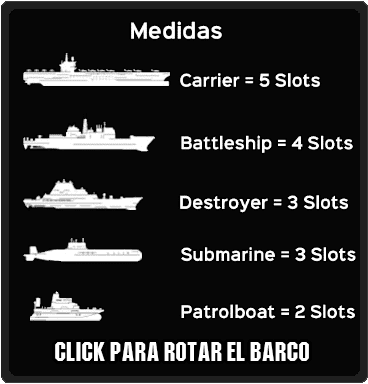 Medidas
Carrier = 5 Slots
Battleship = 4 Slots
Destroyer = 3 Slots
Submarine = 3 Slots
Patrolboat = 2 Slots
CLICK PARA ROTAR EL BARCO